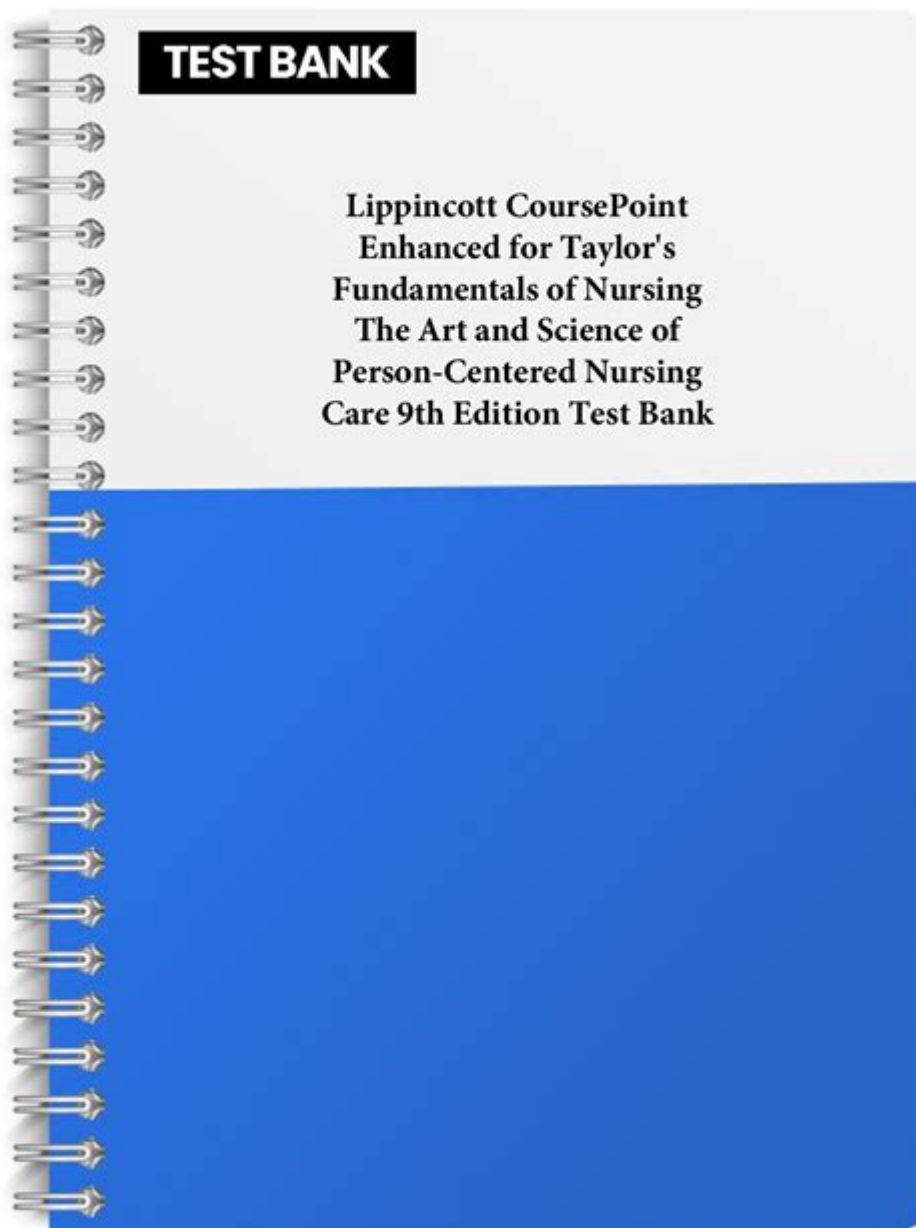 TEST BANK
Lippincott CoursePoint
Enhanced for Taylor's
Fundamentals of Nursing
The Art and Science of
Person-Centered Nursing
Care 9th Edition Test Bank